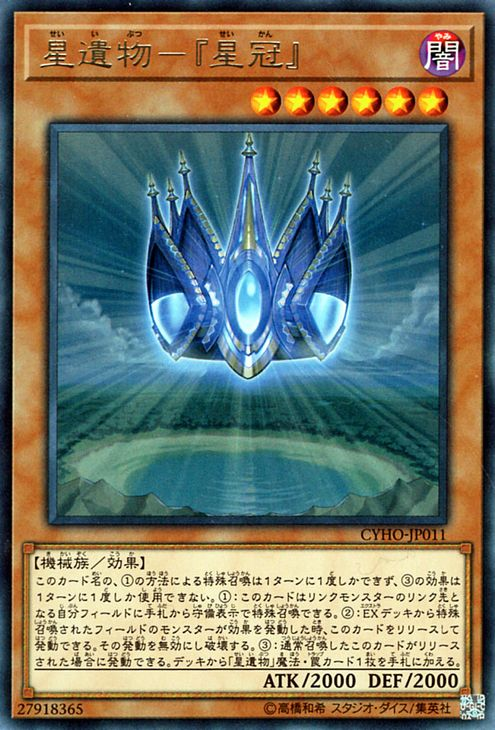 星遺物－『星冠』
闇
CYHO-JP011
【機械族／効果】
このカード名の、①の方法による特殊召喚は1ターンに1度しかできず、③の効果は
1ターンに1度しか使用できない。①：このカードはリンクモンスターのリンク先と
なる自分フィールドに手札から守備表示で特殊召喚できる。②：EXデッキから特殊
召喚されたフィールドのモンスターが効果を発動した時、このカードをリリースして
発動できる。その発動を無効にし破壊する。③：通常召喚したこのカードがリリース
された場合に発動できる。デッキから「星遺物」魔法・罠カード1枚を手札に加える。
ATK/2000 DEF/2000
27918365
©高橋和希 スタジオ・ダイス/集英社